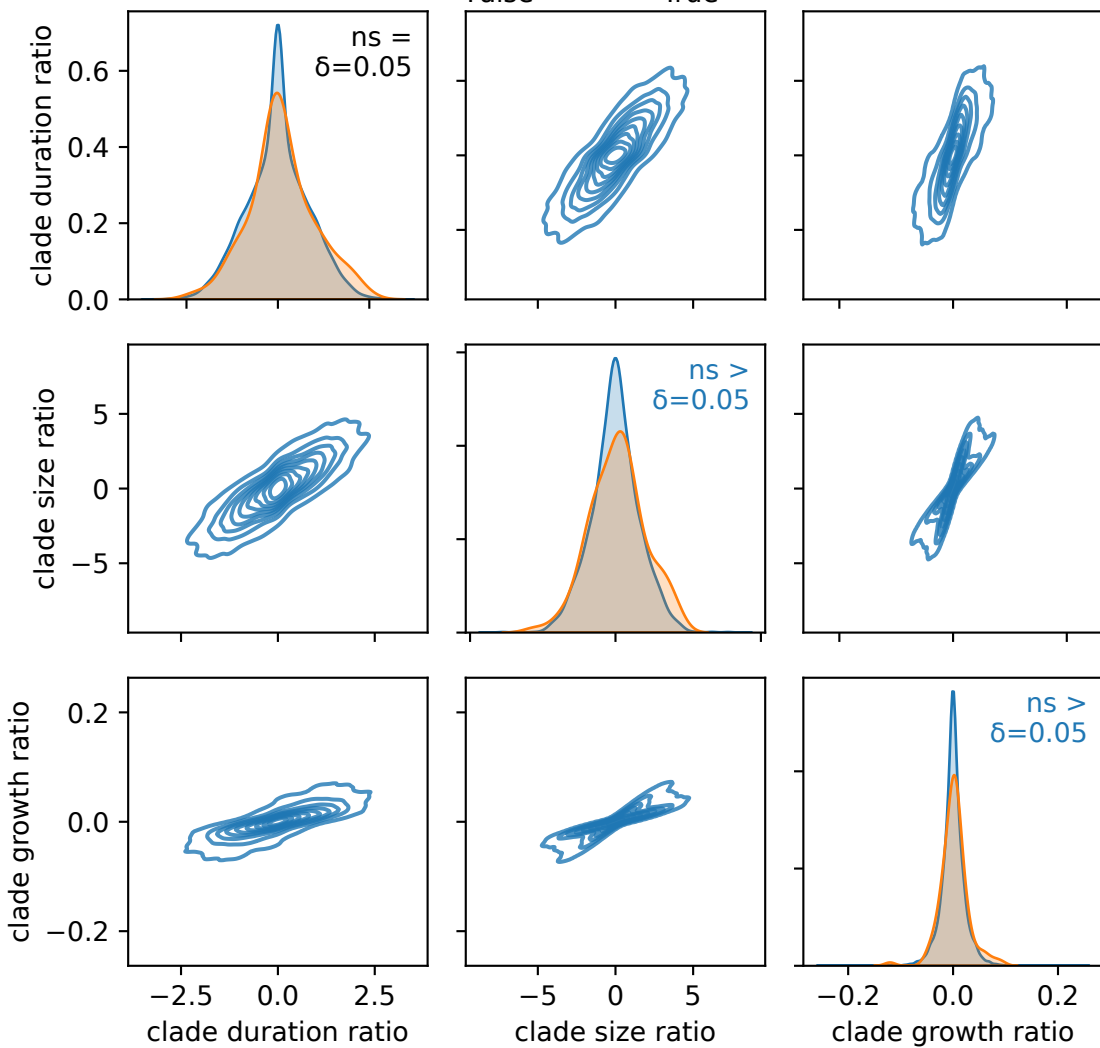 clade duration ratio
0.6
0.4
0.2
0.0
ns =
δ=0.05
clade size ratio
5
0
−5
ns >
δ=0.05
clade growth ratio
0.2
0.0
−0.2
ns >
δ=0.05
−2.5 0.0 2.5
−5 0 5
−0.2 0.0 0.2
clade duration ratio
clade size ratio
clade growth ratio